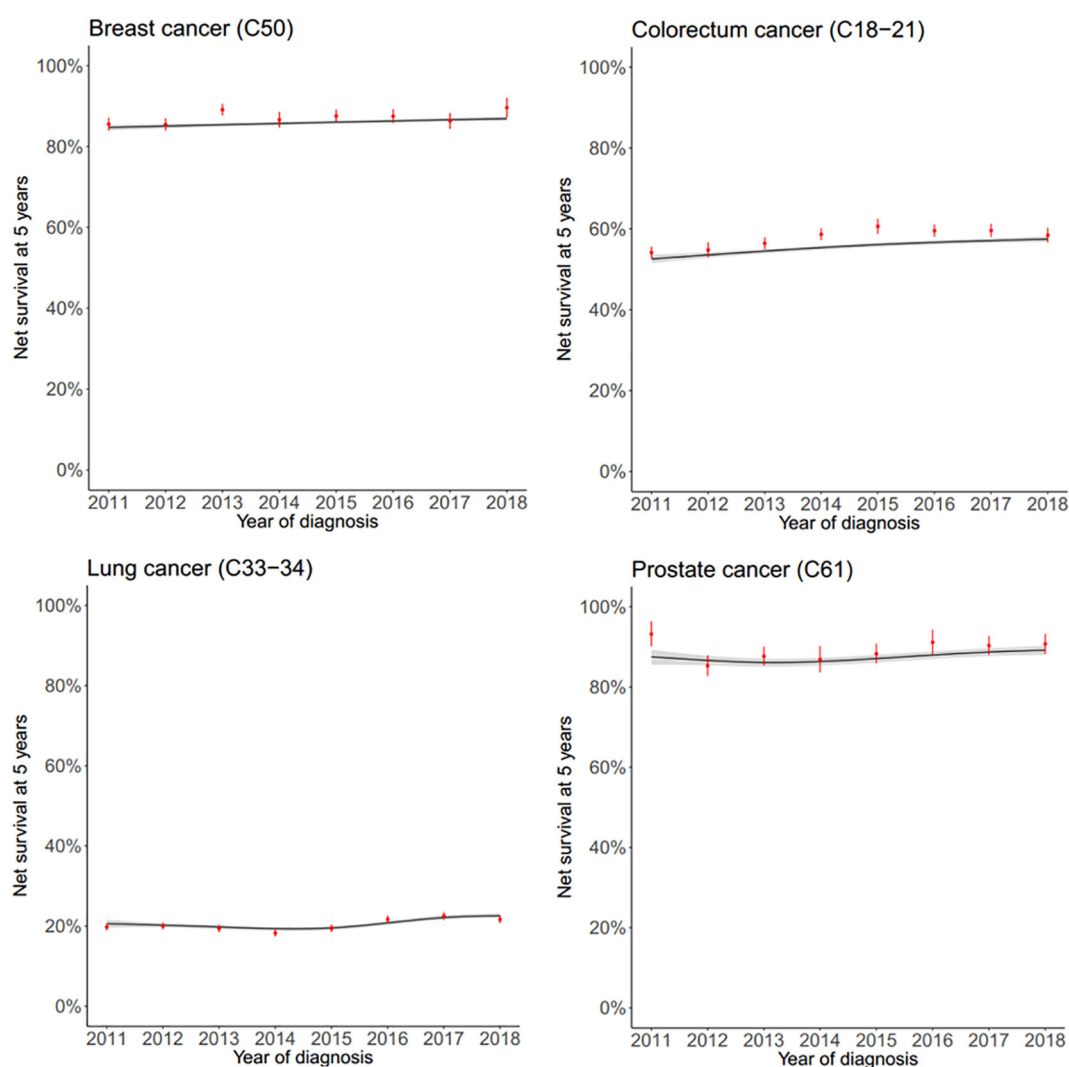 Breast cancer (C50)
100%
80%
60%
40%
20%
0%
Net survival at 5 years
2011 2012 2013 2014 2015 2016 2017 2018
Year of diagnosis
Colorectum cancer (C18−21)
100%
80%
60%
40%
20%
0%
Net survival at 5 years
2011 2012 2013 2014 2015 2016 2017 2018
Year of diagnosis
Lung cancer (C33−34)
100%
80%
60%
40%
20%
0%
Net survival at 5 years
2011 2012 2013 2014 2015 2016 2017 2018
Year of diagnosis
Prostate cancer (C61)
100%
80%
60%
40%
20%
0%
Net survival at 5 years
2011 2012 2013 2014 2015 2016 2017 2018
Year of diagnosis